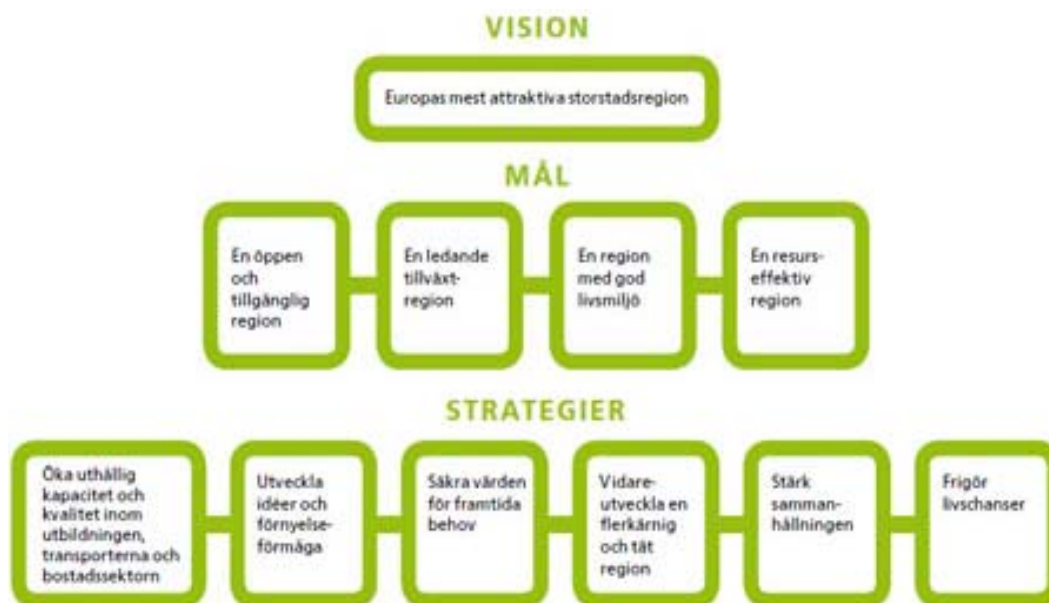 VISION
Europas mest attraktiva storstadsregion
MÅL
En öppen
och
tillgänglig
region
En ledande
tillväxt-
region
En region
med god
livsmiljö
En resurs-
effektiv
region
STRATEGIER
Öka uthållig
kapacitet och
kvalitet inom
utbildningen,
transporterna och
bostadssektorn
Utveckla
idéer och
förnyelse-
förmåga
Säkra värden
för framtida
behov
Vidare-
utveckla en
flerkärnig
och tät
region
Stärk
samman-
hållningen
Frigör
livschanser